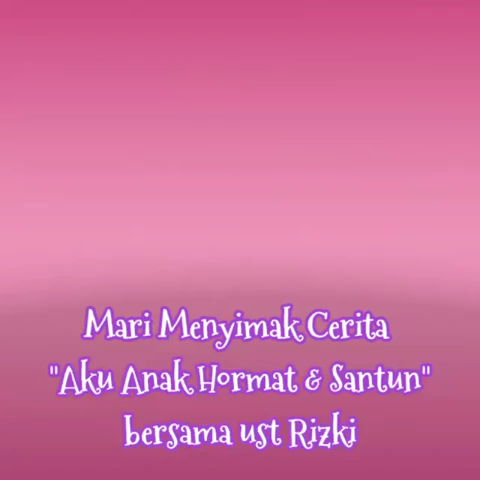 Mari Menyimak Cerita
"Aku Anak Hormat & Santun"
bersama ust Rizki